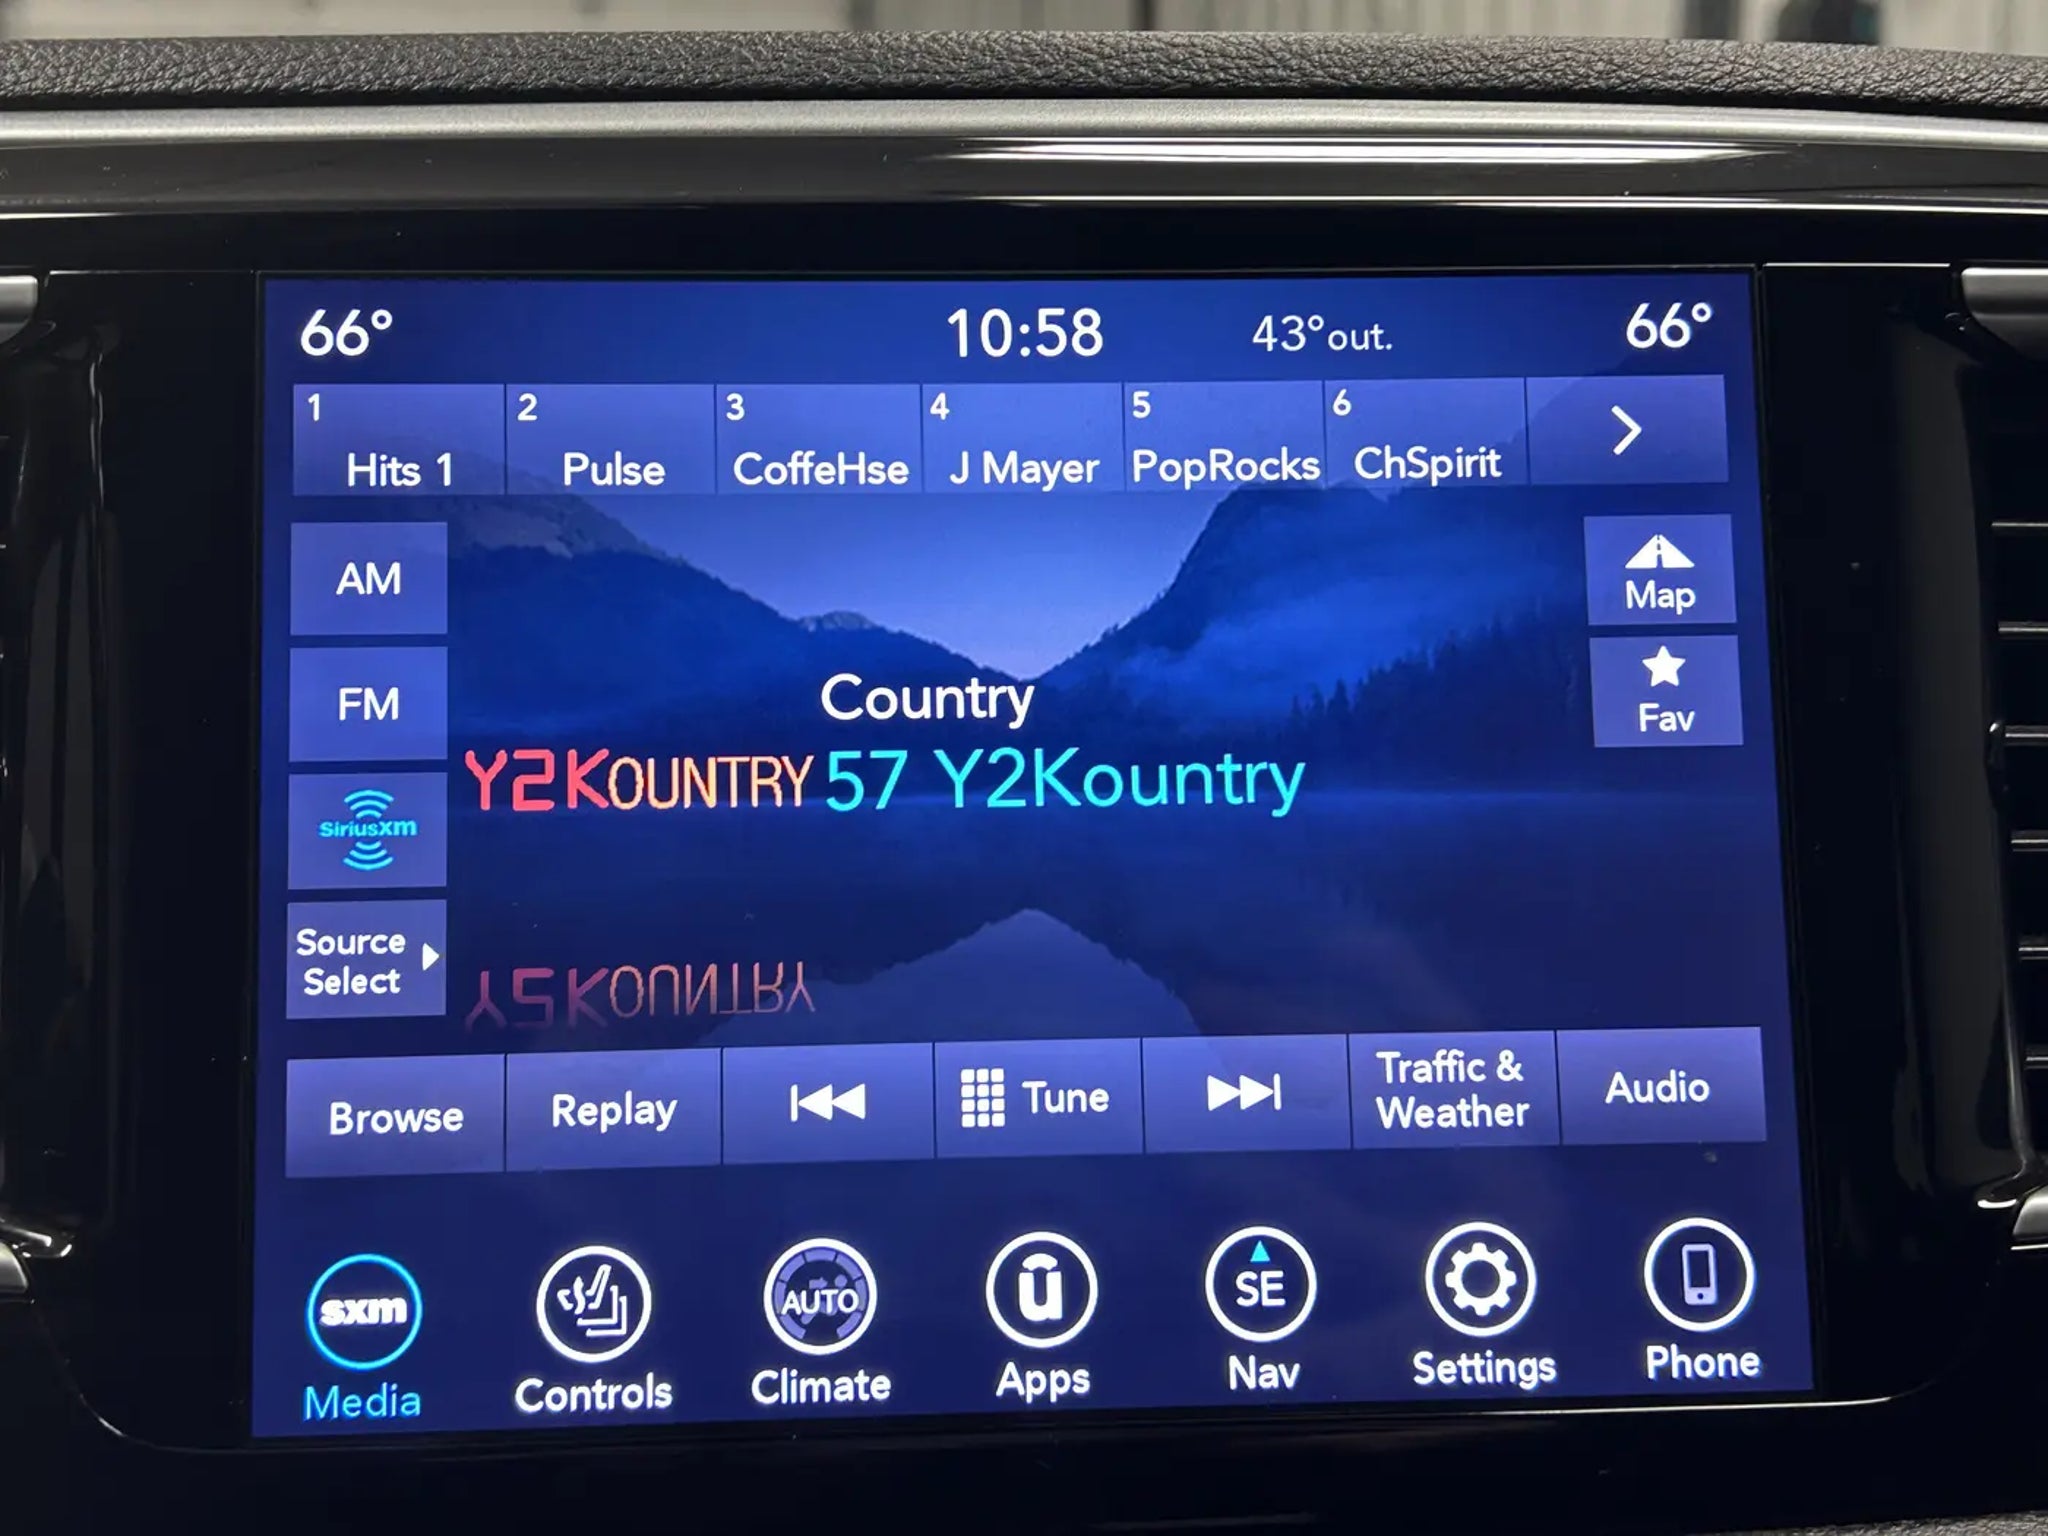 66° 10:58 43°out. 66°
1 2 3 4 5 6
Hits 1 Pulse CoffeHse J Mayer PopRocks ChSpirit
AM
Map
FM
Fav
Country
Y2KOUNTRY 57 Y2Kountry
SiriusXM
Source
Select
Y2KOUNTRY
Browse Replay Tune Traffic &
Weather Audio
sxm AUTO ú SE
Media Controls Climate Apps Nav Settings Phone